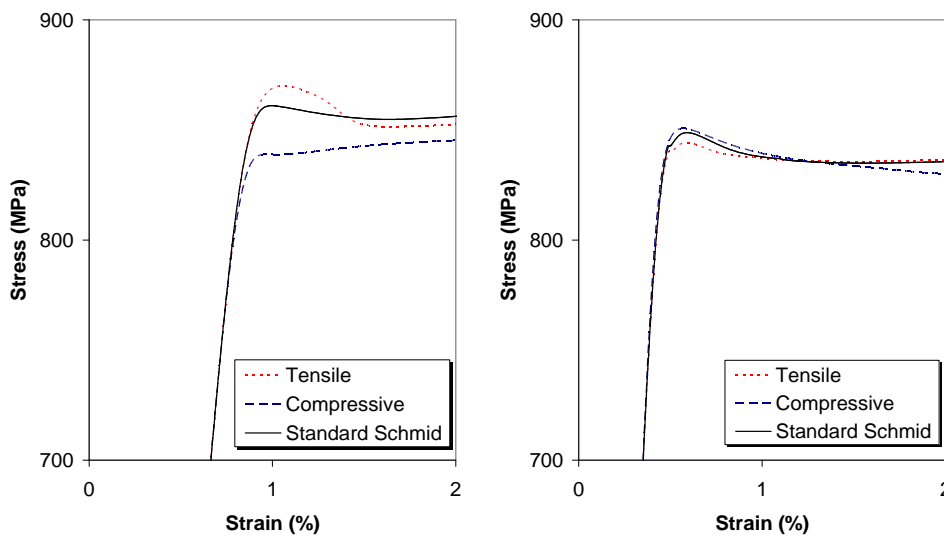 900
800
700
Stress (MPa)
Tensile
Compressive
Standard Schmid
0
1
2
Strain (%)
900
800
700
Stress (MPa)
Tensile
Compressive
Standard Schmid
0
1
2
Strain (%)